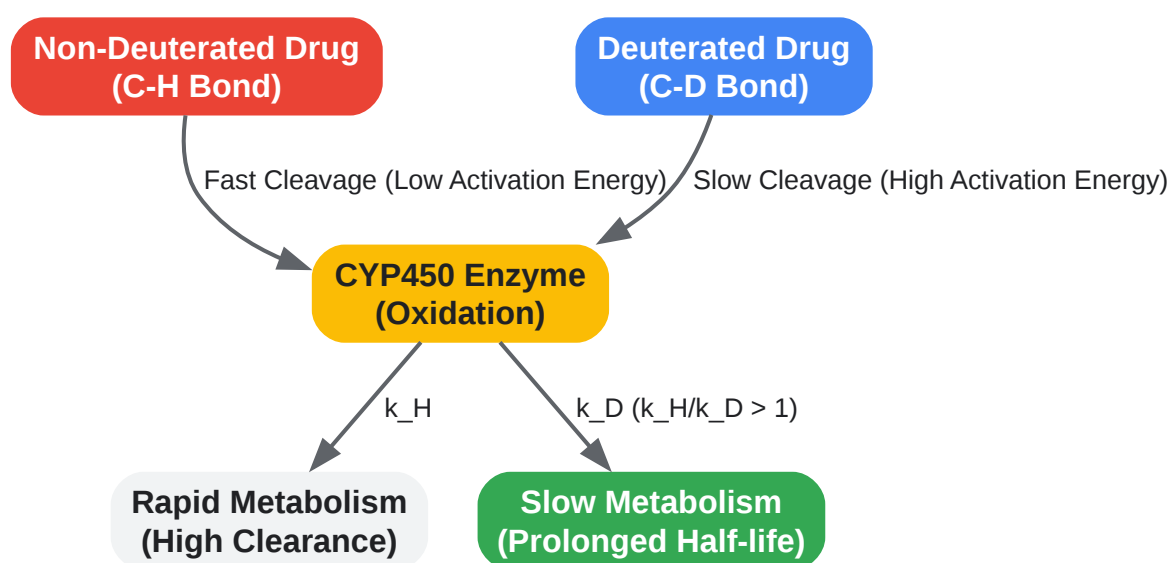 Non-Deuterated Drug
(C-H Bond)
Deuterated Drug
(C-D Bond)
Fast Cleavage (Low Activation Energy)
Slow Cleavage (High Activation Energy)
CYP450 Enzyme
(Oxidation)
k_H
k_D (k_H/k_D > 1)
Rapid Metabolism
(High Clearance)
Slow Metabolism
(Prolonged Half-life)